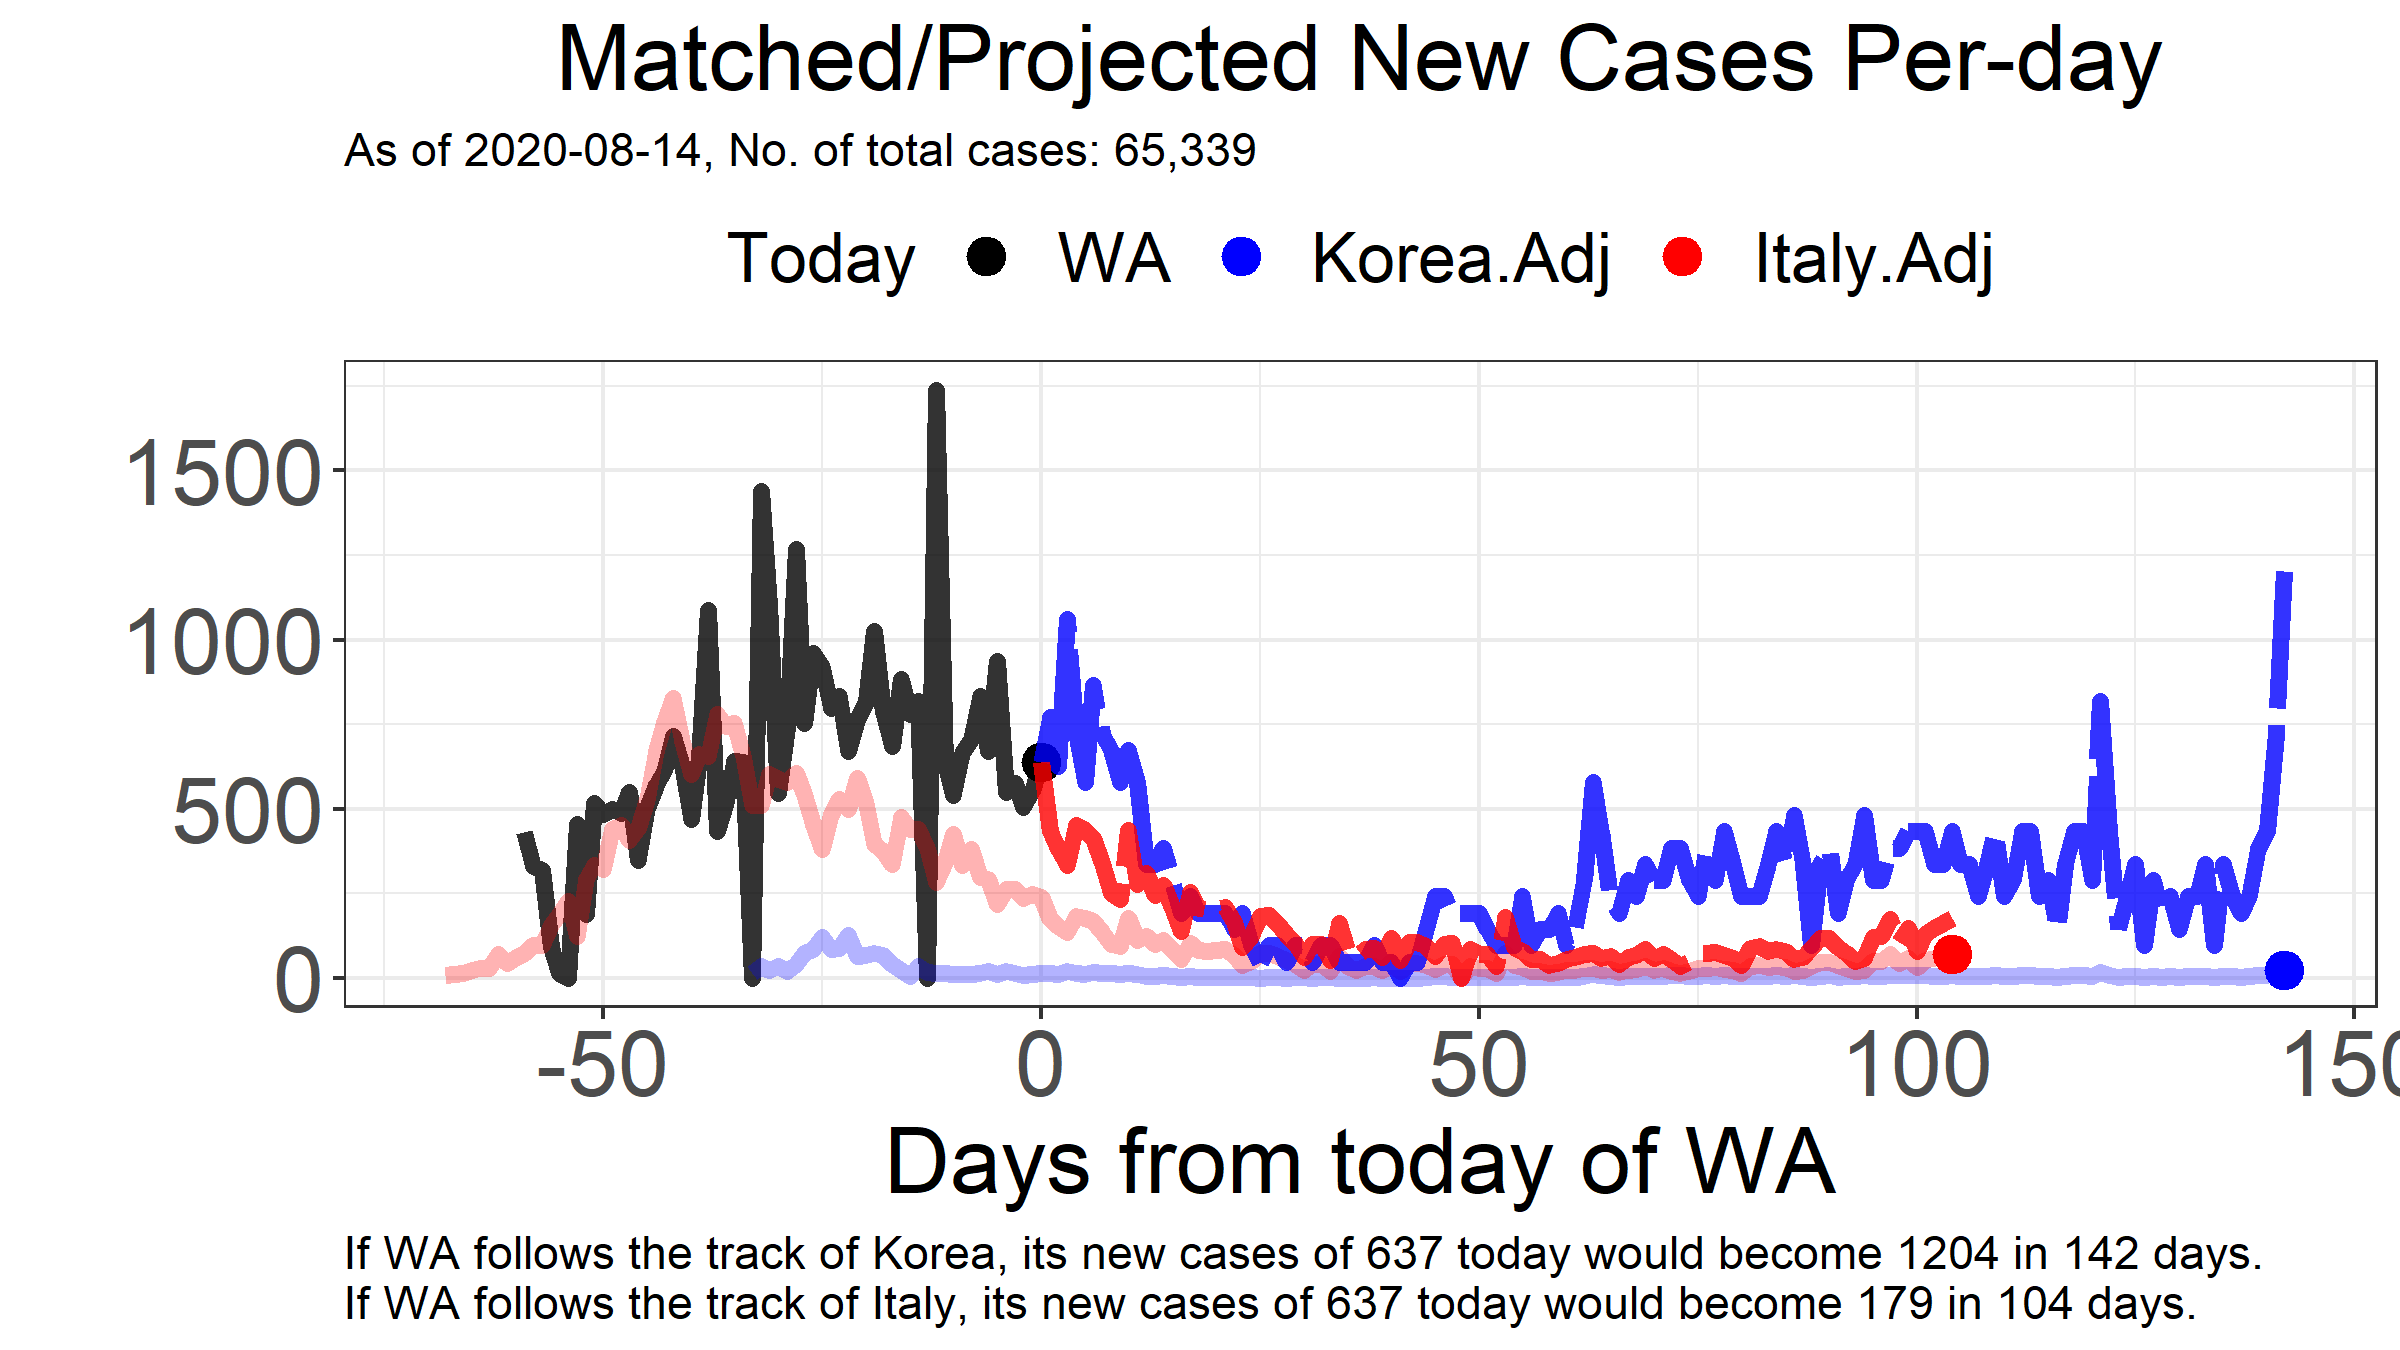 Matched/Projected New Cases Per-day
As of 2020-08-14, No. of total cases: 65,339
Today WA Korea.Adj Italy.Adj
1500
1000
500
0
-50 0 50 100 150
Days from today of WA
If WA follows the track of Korea, its new cases of 637 today would become 1204 in 142 days.
If WA follows the track of Italy, its new cases of 637 today would become 179 in 104 days.